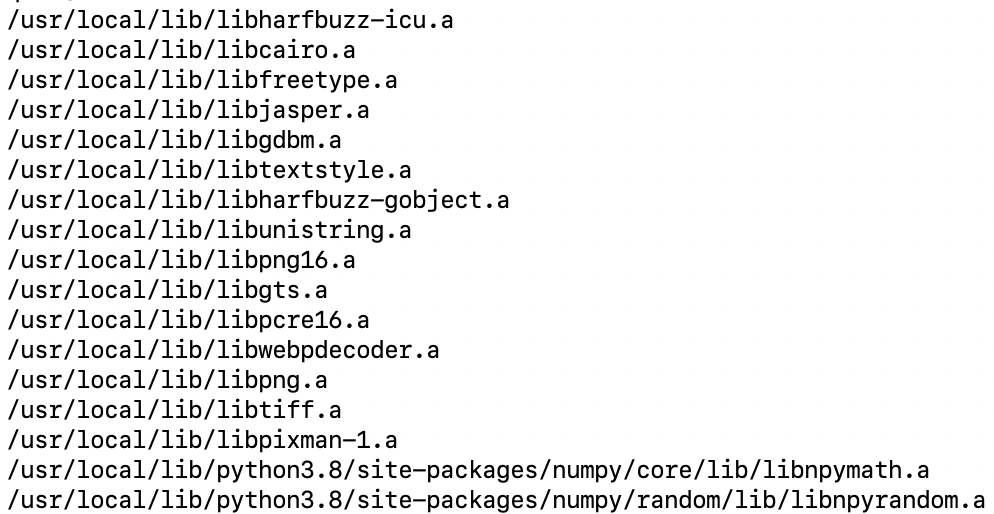 /usr/local/lib/libharfbuzz-icu.a
/usr/local/lib/libcairo.a
/usr/local/lib/libfreetype.a
/usr/local/lib/libjasper.a
/usr/local/lib/libgdbm.a
/usr/local/lib/libtextstyle.a
/usr/local/lib/libharfbuzz-gobject.a
/usr/local/lib/libunistring.a
/usr/local/lib/libpng16.a
/usr/local/lib/libgts.a
/usr/local/lib/libpcre16.a
/usr/local/lib/libwebpdecoder.a
/usr/local/lib/libpng.a
/usr/local/lib/libtiff.a
/usr/local/lib/libpixman-1.a
/usr/local/lib/python3.8/site-packages/numpy/core/lib/libnpymath.a
/usr/local/lib/python3.8/site-packages/numpy/random/lib/libnpyrandom.a